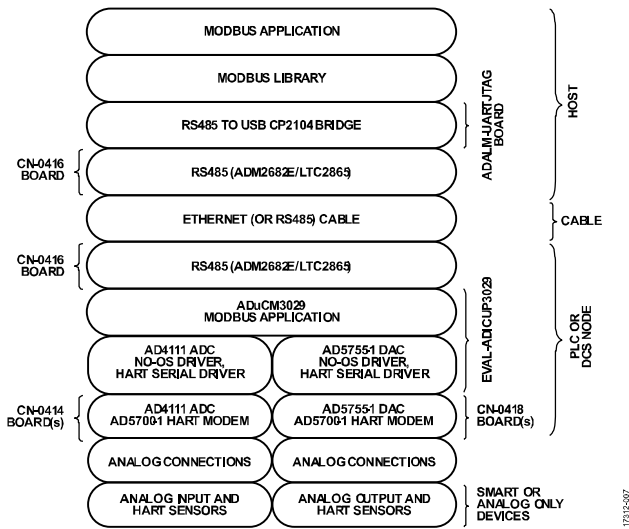 MODBUS APPLICATION
MODBUS LIBRARY
RS485 TO USB CP2104 BRIDGE
ADALM-UARTJTAG
BOARD
HOST
CN-0416
BOARD
RS485 (ADM2682E/LTC2865)
ETHERNET (OR RS485) CABLE
CABLE
CN-0416
BOARD
RS485 (ADM2682E/LTC2865)
ADuCM3029
MODBUS APPLICATION
EVAL-ADICUP3029
PLC OR
DCS NODE
AD4111 ADC
NO-OS DRIVER,
HART SERIAL DRIVER
AD5755-1 DAC
NO-OS DRIVER,
HART SERIAL DRIVER
CN-0414
BOARD(s)
AD4111 ADC
AD5700-1 HART MODEM
AD5755-1 DAC
AD5700-1 HART MODEM
CN-0418
BOARD(s)
ANALOG CONNECTIONS
ANALOG CONNECTIONS
ANALOG INPUT AND
HART SENSORS
ANALOG OUTPUT AND
HART SENSORS
SMART OR
ANALOG ONLY
DEVICES
17312-007